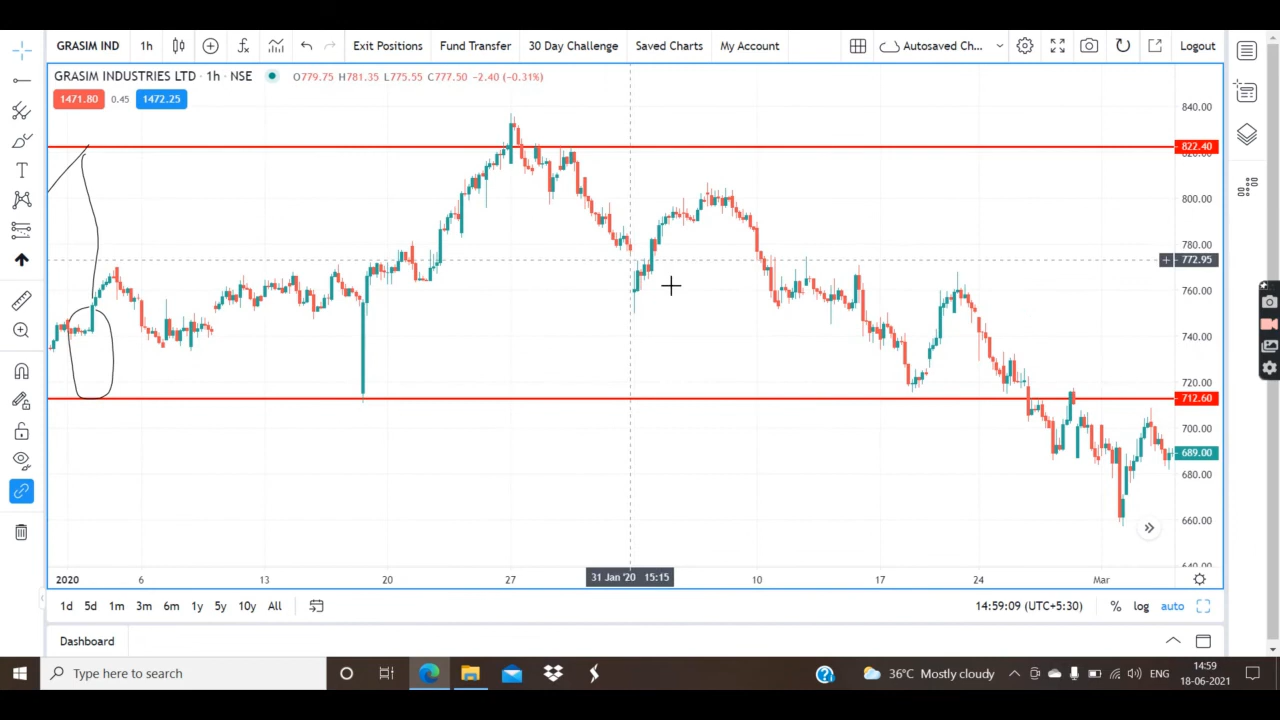 GRASIM IND 1h Exit Positions Fund Transfer 30 Day Challenge Saved Charts My Account Autosaved Ch... Logout
GRASIM INDUSTRIES LTD · 1h · NSE O779.75 H781.35 L775.55 C777.50 -2.40 (-0.31%)
1471.80 0.45 1472.25
840.00
822.40
800.00
780.00
772.95
760.00
740.00
720.00
712.60
700.00
689.00
680.00
660.00
2020 6 13 20 27 31 Jan '20 15:15 10 17 24 Mar
1d 5d 1m 3m 6m 1y 5y 10y All 14:59:09 (UTC+5:30) % log auto
Dashboard
Type here to search 36°C Mostly cloudy ENG 14:59
18-06-2021